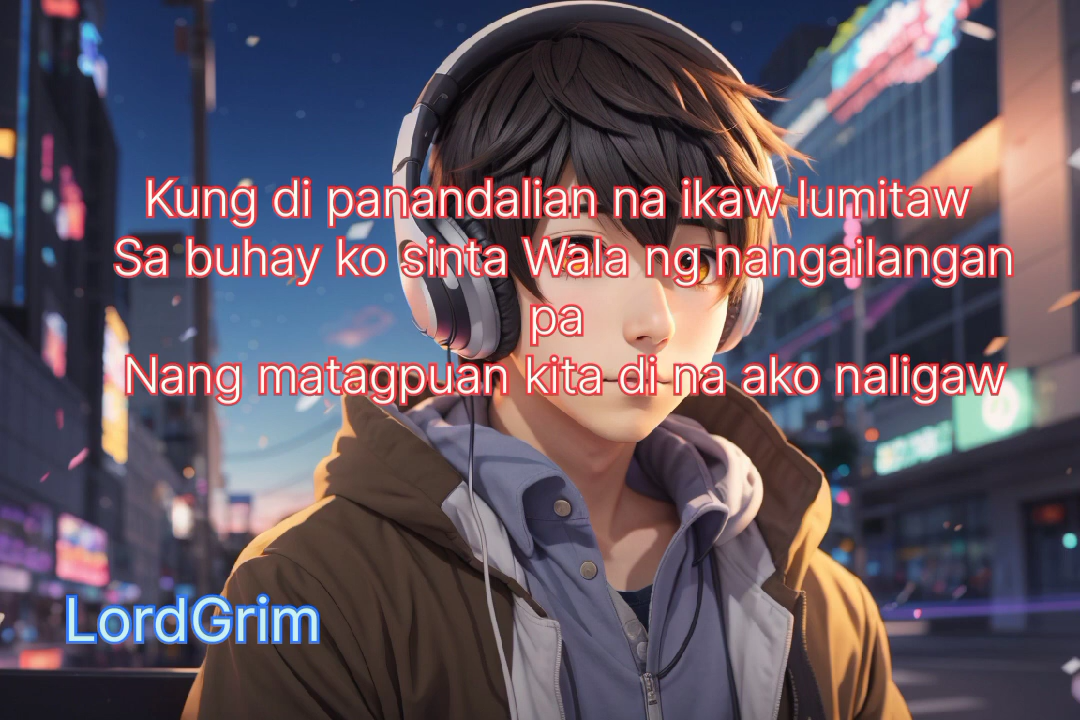 Kung di panandalian na ikaw lumitaw
Sa buhay ko sinta Wala ng nangailangan
pa
Nang matagpuan kita di na ako naligaw
LordGrim